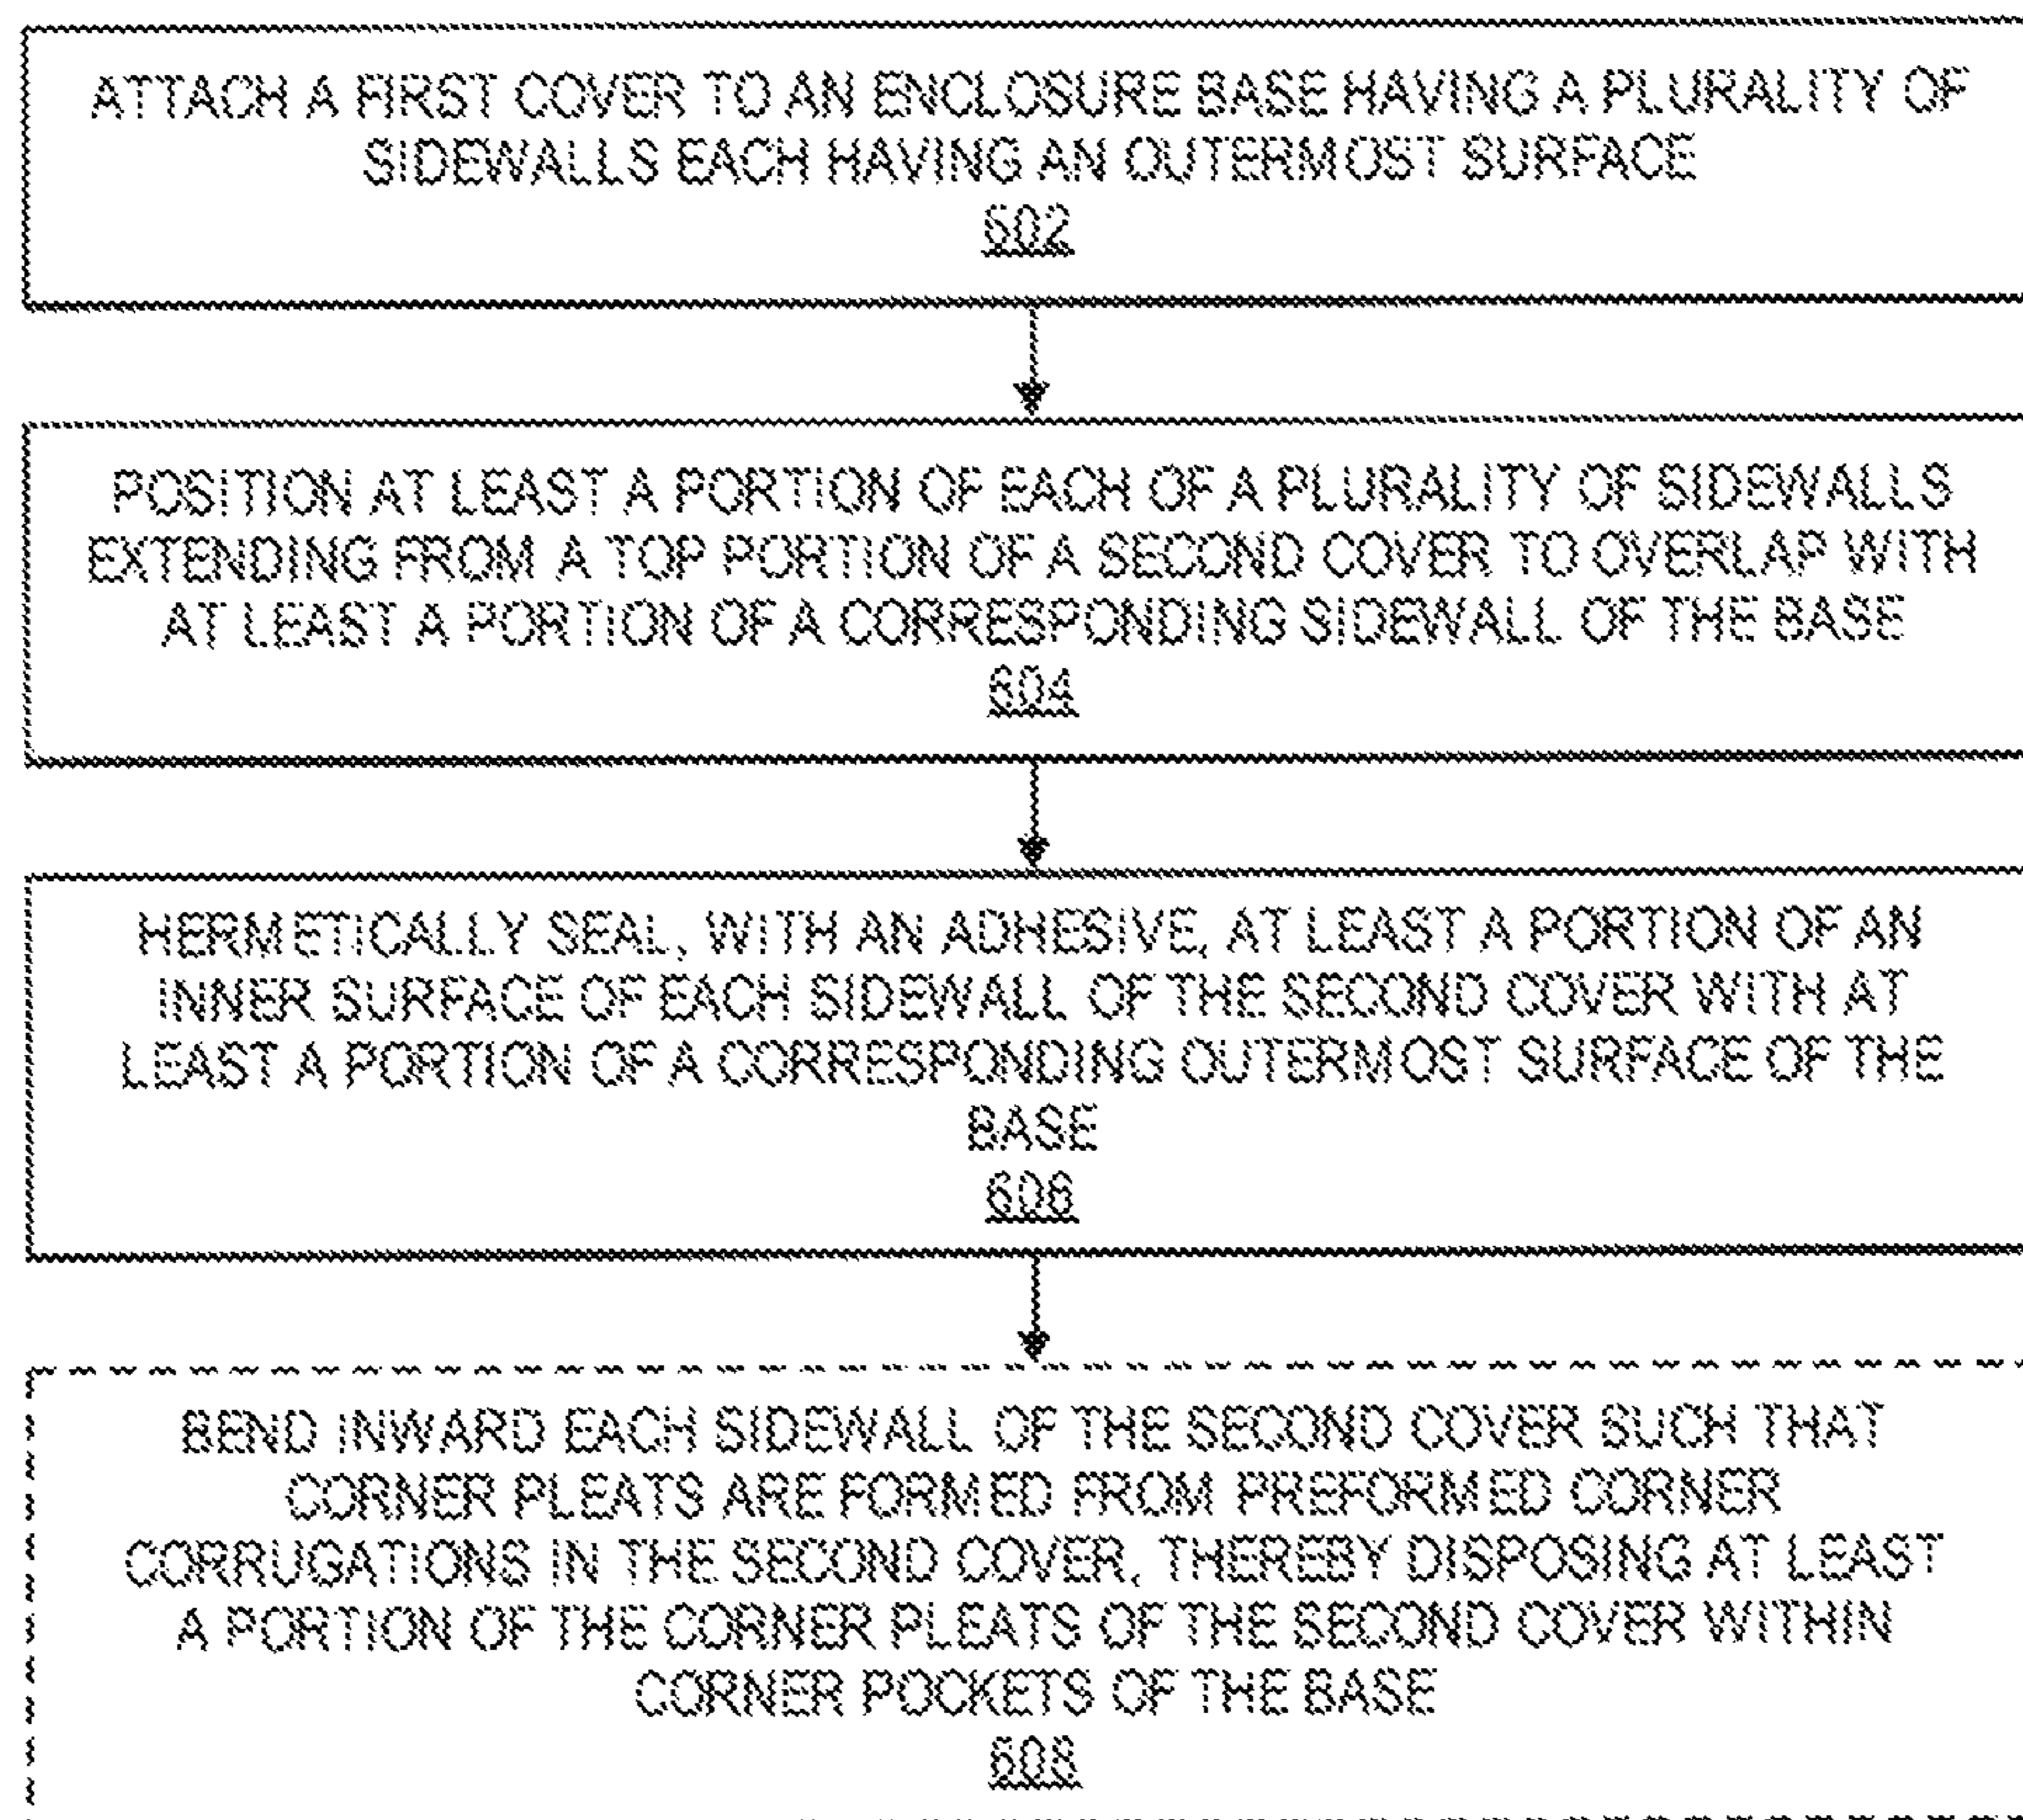 ATTACH A FIRST COVER TO AN ENCLOSURE BASE HAVING A PLURALITY OF
SIDEWALLS EACH HAVING AN OUTERMOST SURFACE
602
POSITION AT LEAST A PORTION OF EACH OF A PLURALITY OF SIDEWALLS
EXTENDING FROM A TOP PORTION OF A SECOND COVER TO OVERLAP WITH
AT LEAST A PORTION OF A CORRESPONDING SIDEWALL OF THE BASE
604
HERMETICALLY SEAL, WITH AN ADHESIVE, AT LEAST A PORTION OF AN
INNER SURFACE OF EACH SIDEWALL OF THE SECOND COVER WITH AT
LEAST A PORTION OF A CORRESPONDING OUTERMOST SURFACE OF THE
BASE
606
BEND INWARD EACH SIDEWALL OF THE SECOND COVER SUCH THAT
CORNER PLEATS ARE FORMED FROM PREFORMED CORNER
CORRUGATIONS IN THE SECOND COVER, THEREBY DISPOSING AT LEAST
A PORTION OF THE CORNER PLEATS OF THE SECOND COVER WITHIN
CORNER POCKETS OF THE BASE
608